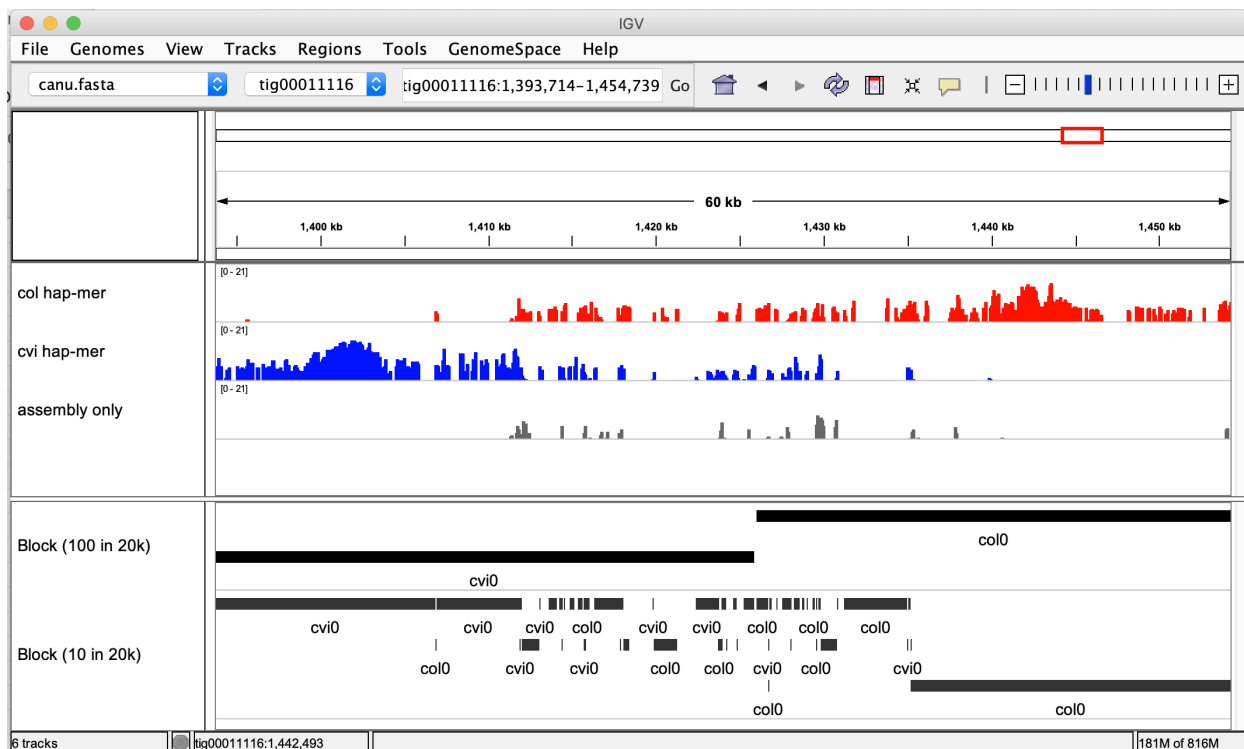 IGV
File Genomes View Tracks Regions Tools GenomeSpace Help
canu.fasta tig00011116 tig00011116:1,393,714–1,454,739 Go
60 kb
1,400 kb 1,410 kb 1,420 kb 1,430 kb 1,440 kb 1,450 kb
[0 - 21]
col hap-mer
[0 - 21]
cvi hap-mer
[0 - 21]
assembly only
Block (100 in 20k)
col0
cvi0
cvi0 cvi0 cvi0 col0 cvi0 cvi0 col0 col0 col0
Block (10 in 20k)
col0 cvi0 cvi0 col0 col0 cvi0 col0 cvi0
col0 col0
6 tracks tig00011116:1,442,493 181M of 816M